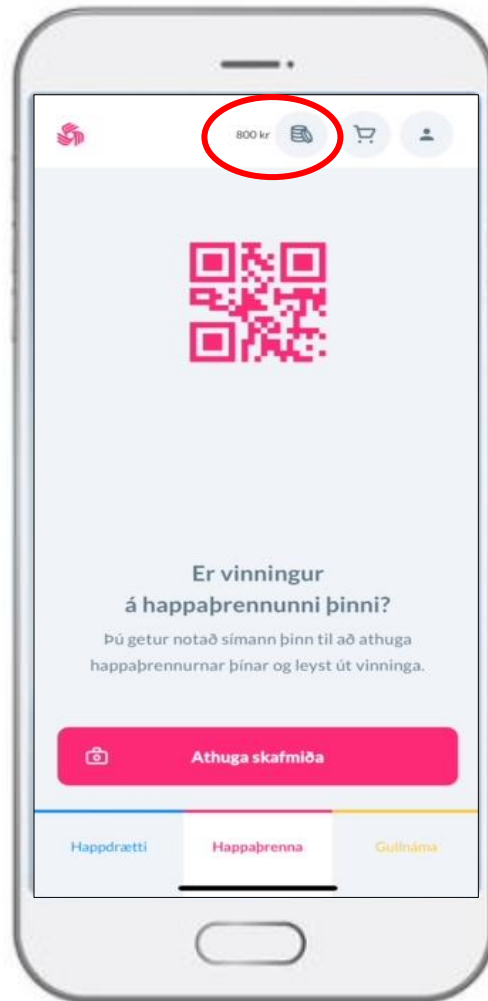 800 kr
Er vinningur
á happaþrennunni þinni?
Þú getur notað símann þinn til að athuga
happaþrennurnar þínar og leyst út vinninga.
Athuga skafmiða
Happdrætti
Happaþrenna
Gullnáma